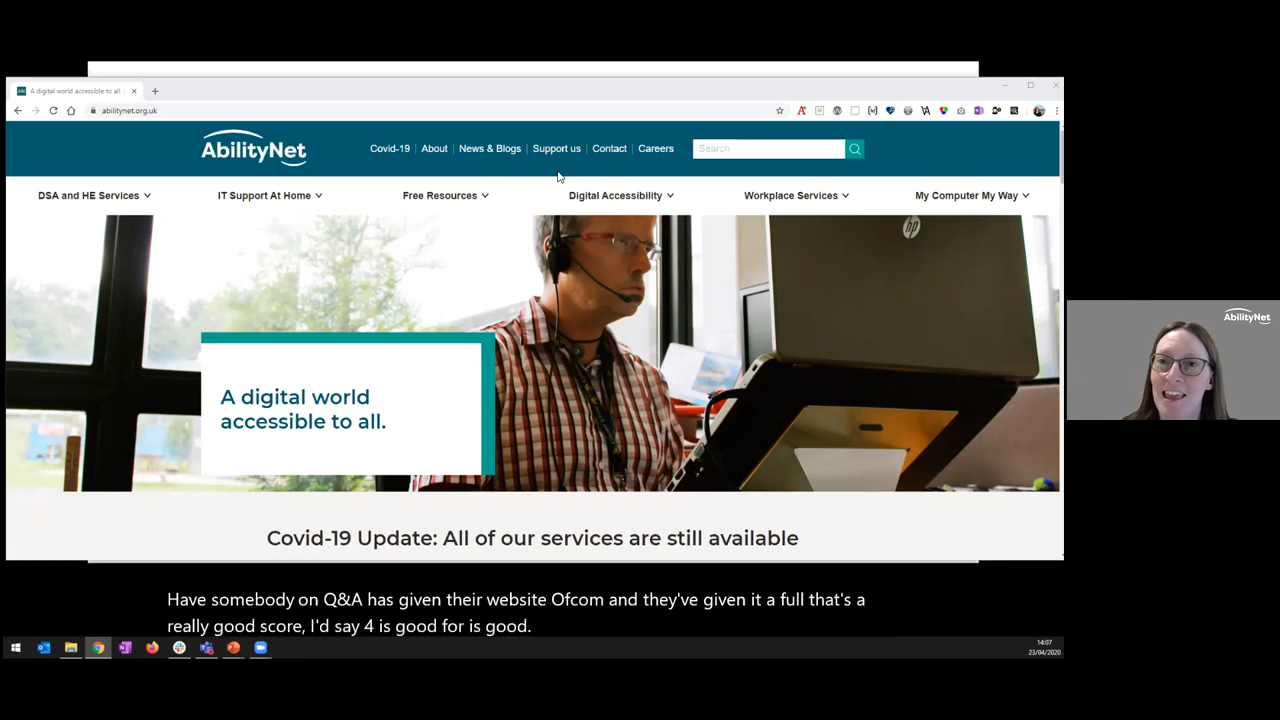 A digital world accessible to all
abilitynet.org.uk
AbilityNet
Covid-19 | About | News & Blogs | Support us | Contact | Careers
Search
DSA and HE Services
IT Support At Home
Free Resources
Digital Accessibility
Workplace Services
My Computer My Way
hp
A digital world
accessible to all.
AbilityNet
Covid-19 Update: All of our services are still available
Have somebody on Q&A has given their website Ofcom and they've given it a full that's a
really good score, I'd say 4 is good for is good.
14:07
23/04/2020